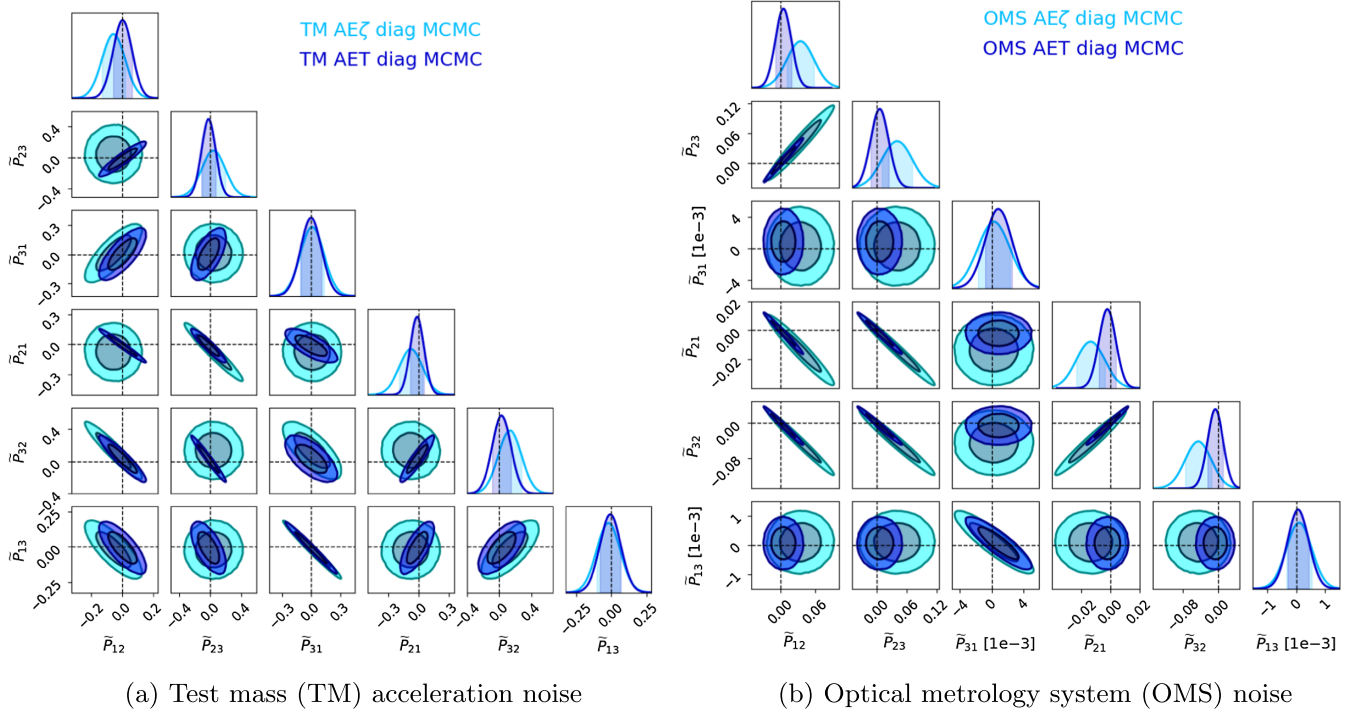 TM AEζ diag MCMC
TM AET diag MCMC
P̃23
0.4
0.0
−0.4
P̃31
0.3
0.0
−0.3
P̃21
0.3
0.0
−0.3
P̃32
0.4
0.0
−0.4
P̃13
0.25
0.00
−0.25
−0.2 0.0 0.2
−0.4 0.0 0.4
−0.3 0.0 0.3
−0.3 0.0 0.3
−0.4 0.0 0.4
−0.25 0.00 0.25
P̃12 P̃23 P̃31 P̃21 P̃32 P̃13
(a) Test mass (TM) acceleration noise
OMS AEζ diag MCMC
OMS AET diag MCMC
P̃23
0.12
0.06
0.00
P̃31 [1e−3]
4
0
−4
P̃21
0.02
0.00
−0.02
P̃32
0.00
−0.08
P̃13 [1e−3]
1
0
−1
0.00 0.06
0.00 0.06 0.12
−4 0 4
−0.02 0.00 0.02
−0.08 0.00
−1 0 1
P̃12 P̃23 P̃31 [1e−3] P̃21 P̃32 P̃13 [1e−3]
(b) Optical metrology system (OMS) noise